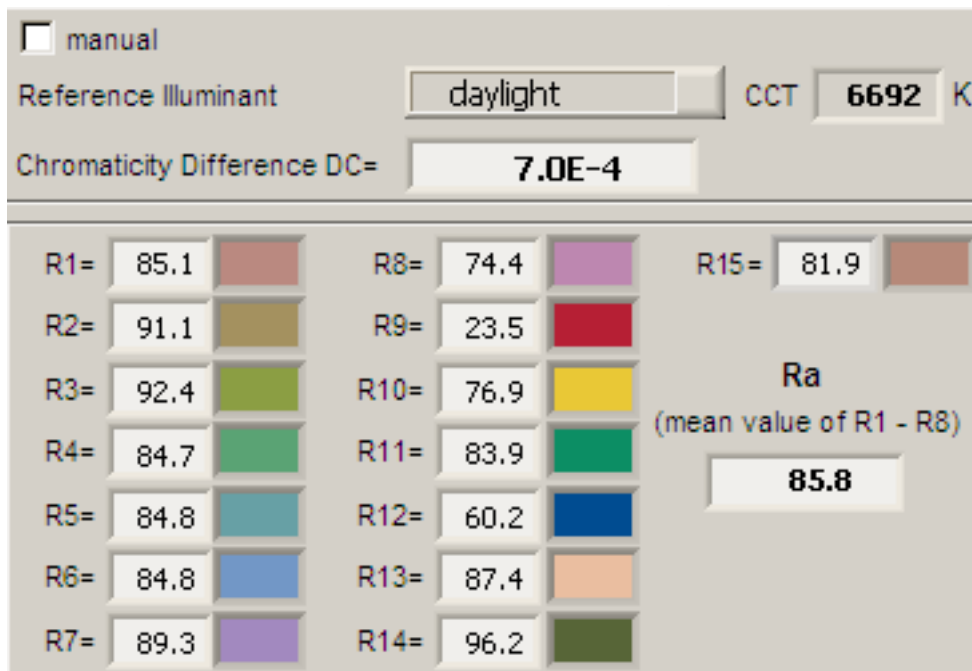 manual
Reference Illuminant daylight CCT 6692 K
Chromaticity Difference DC= 7.0E-4
R1= 85.1 R8= 74.4 R15= 81.9
R2= 91.1 R9= 23.5
R3= 92.4 R10= 76.9 Ra
(mean value of R1 - R8)
R4= 84.7 R11= 83.9
85.8
R5= 84.8 R12= 60.2
R6= 84.8 R13= 87.4
R7= 89.3 R14= 96.2